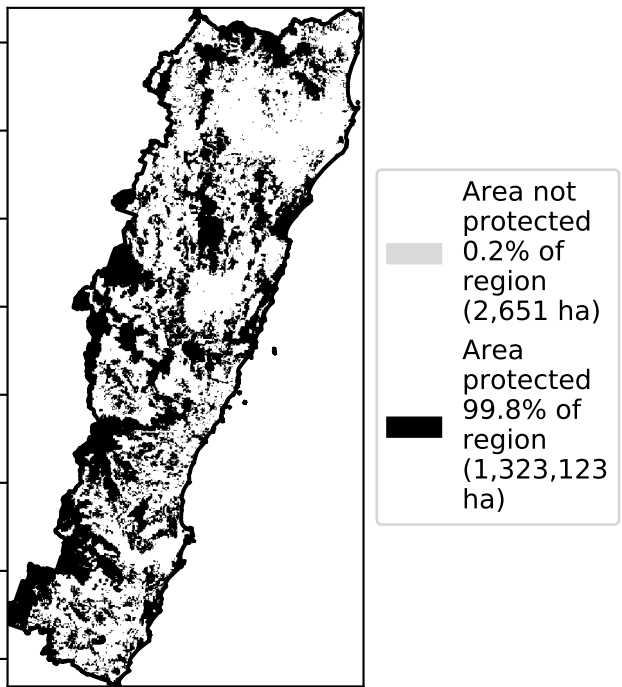 Area not
protected
0.2% of
region
(2,651 ha)
Area
protected
99.8% of
region
(1,323,123
ha)